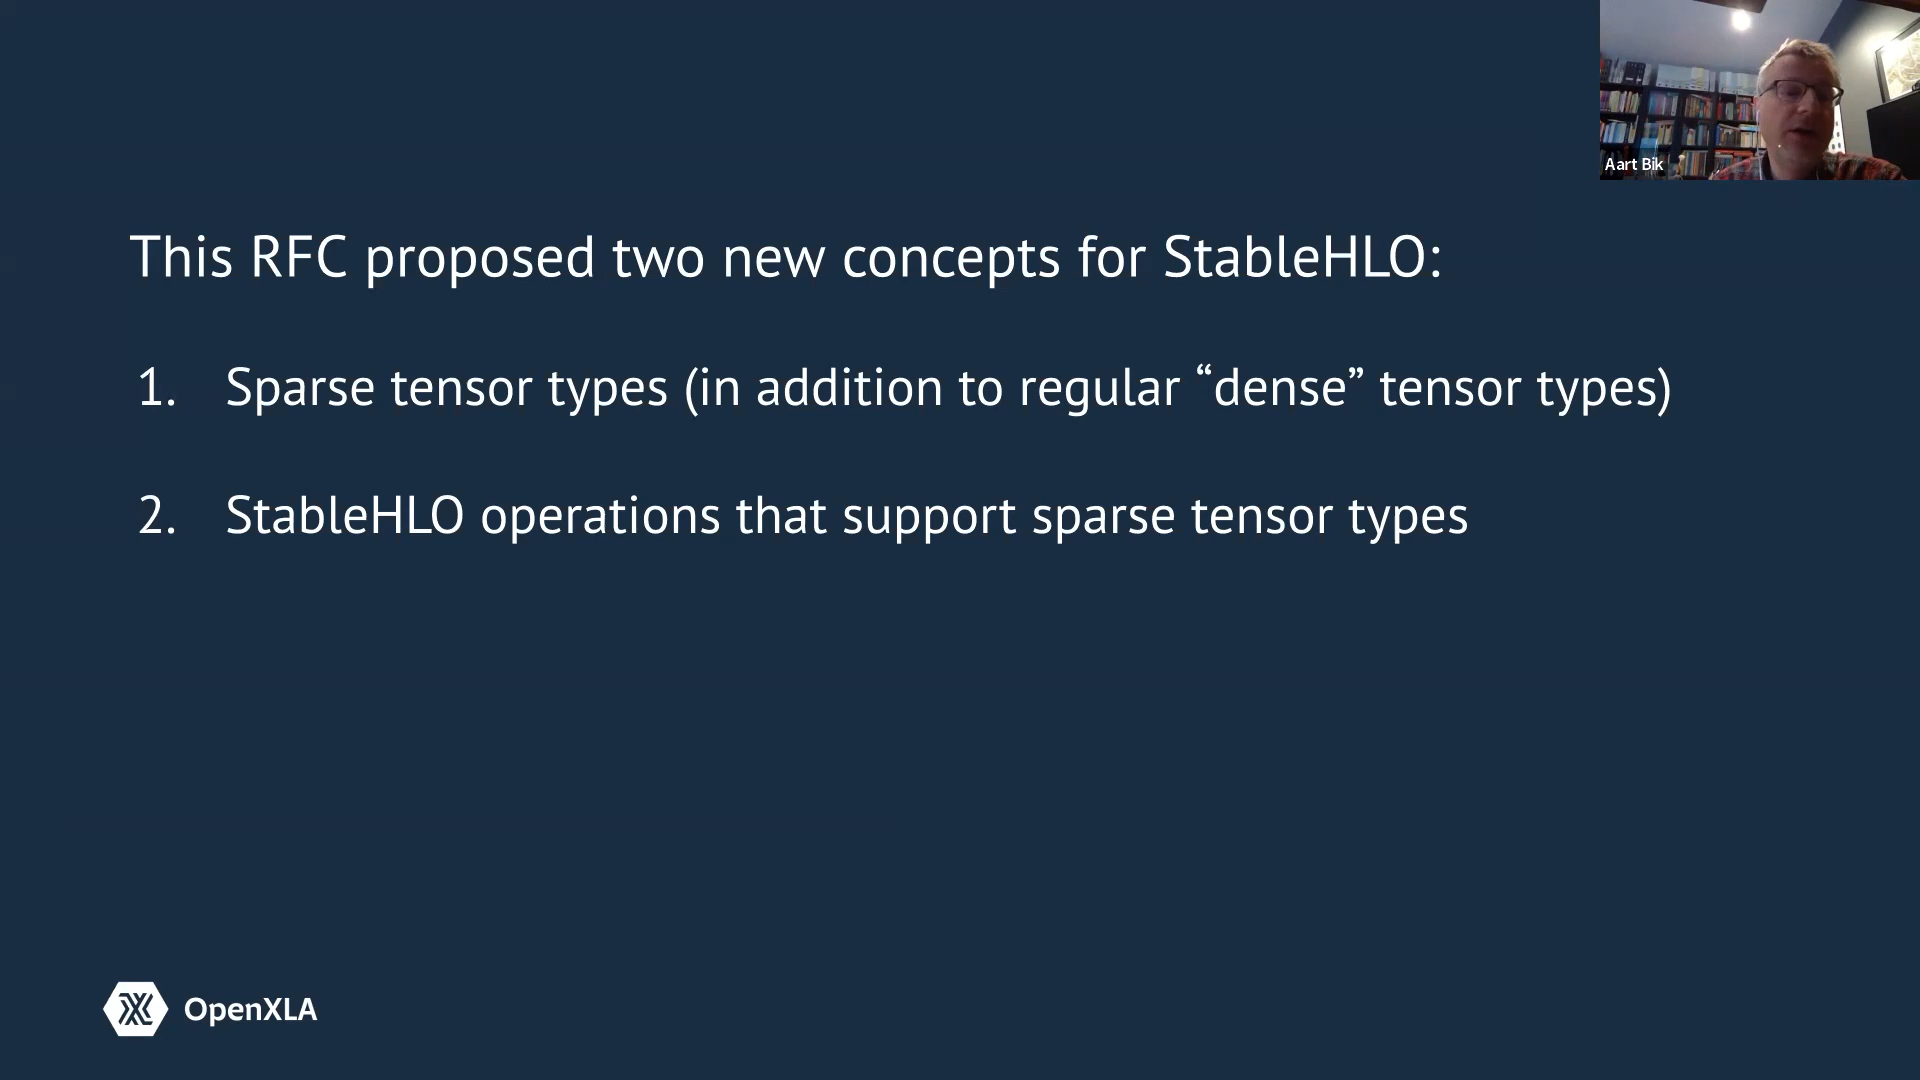 Aart Bik
This RFC proposed two new concepts for StableHLO:
1. Sparse tensor types (in addition to regular “dense” tensor types)
2. StableHLO operations that support sparse tensor types
OpenXLA